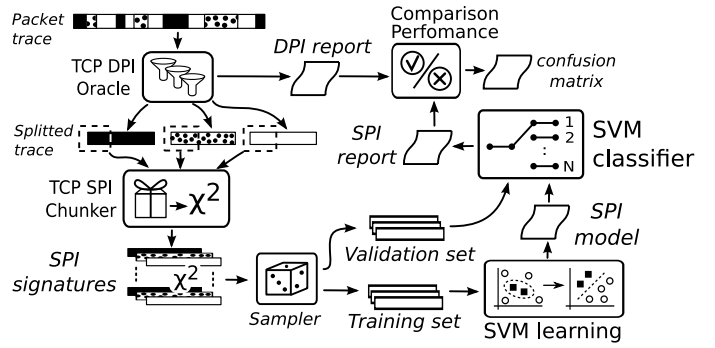 Packet
trace
TCP DPI
Oracle
DPI report
Comparison
Perfomance
confusion
matrix
Splitted
trace
SPI
report
1
2
:
N
SVM
classifier
TCP SPI
Chunker
χ²
SPI
signatures
χ²
Sampler
Validation set
Training set
SPI
model
SVM learning